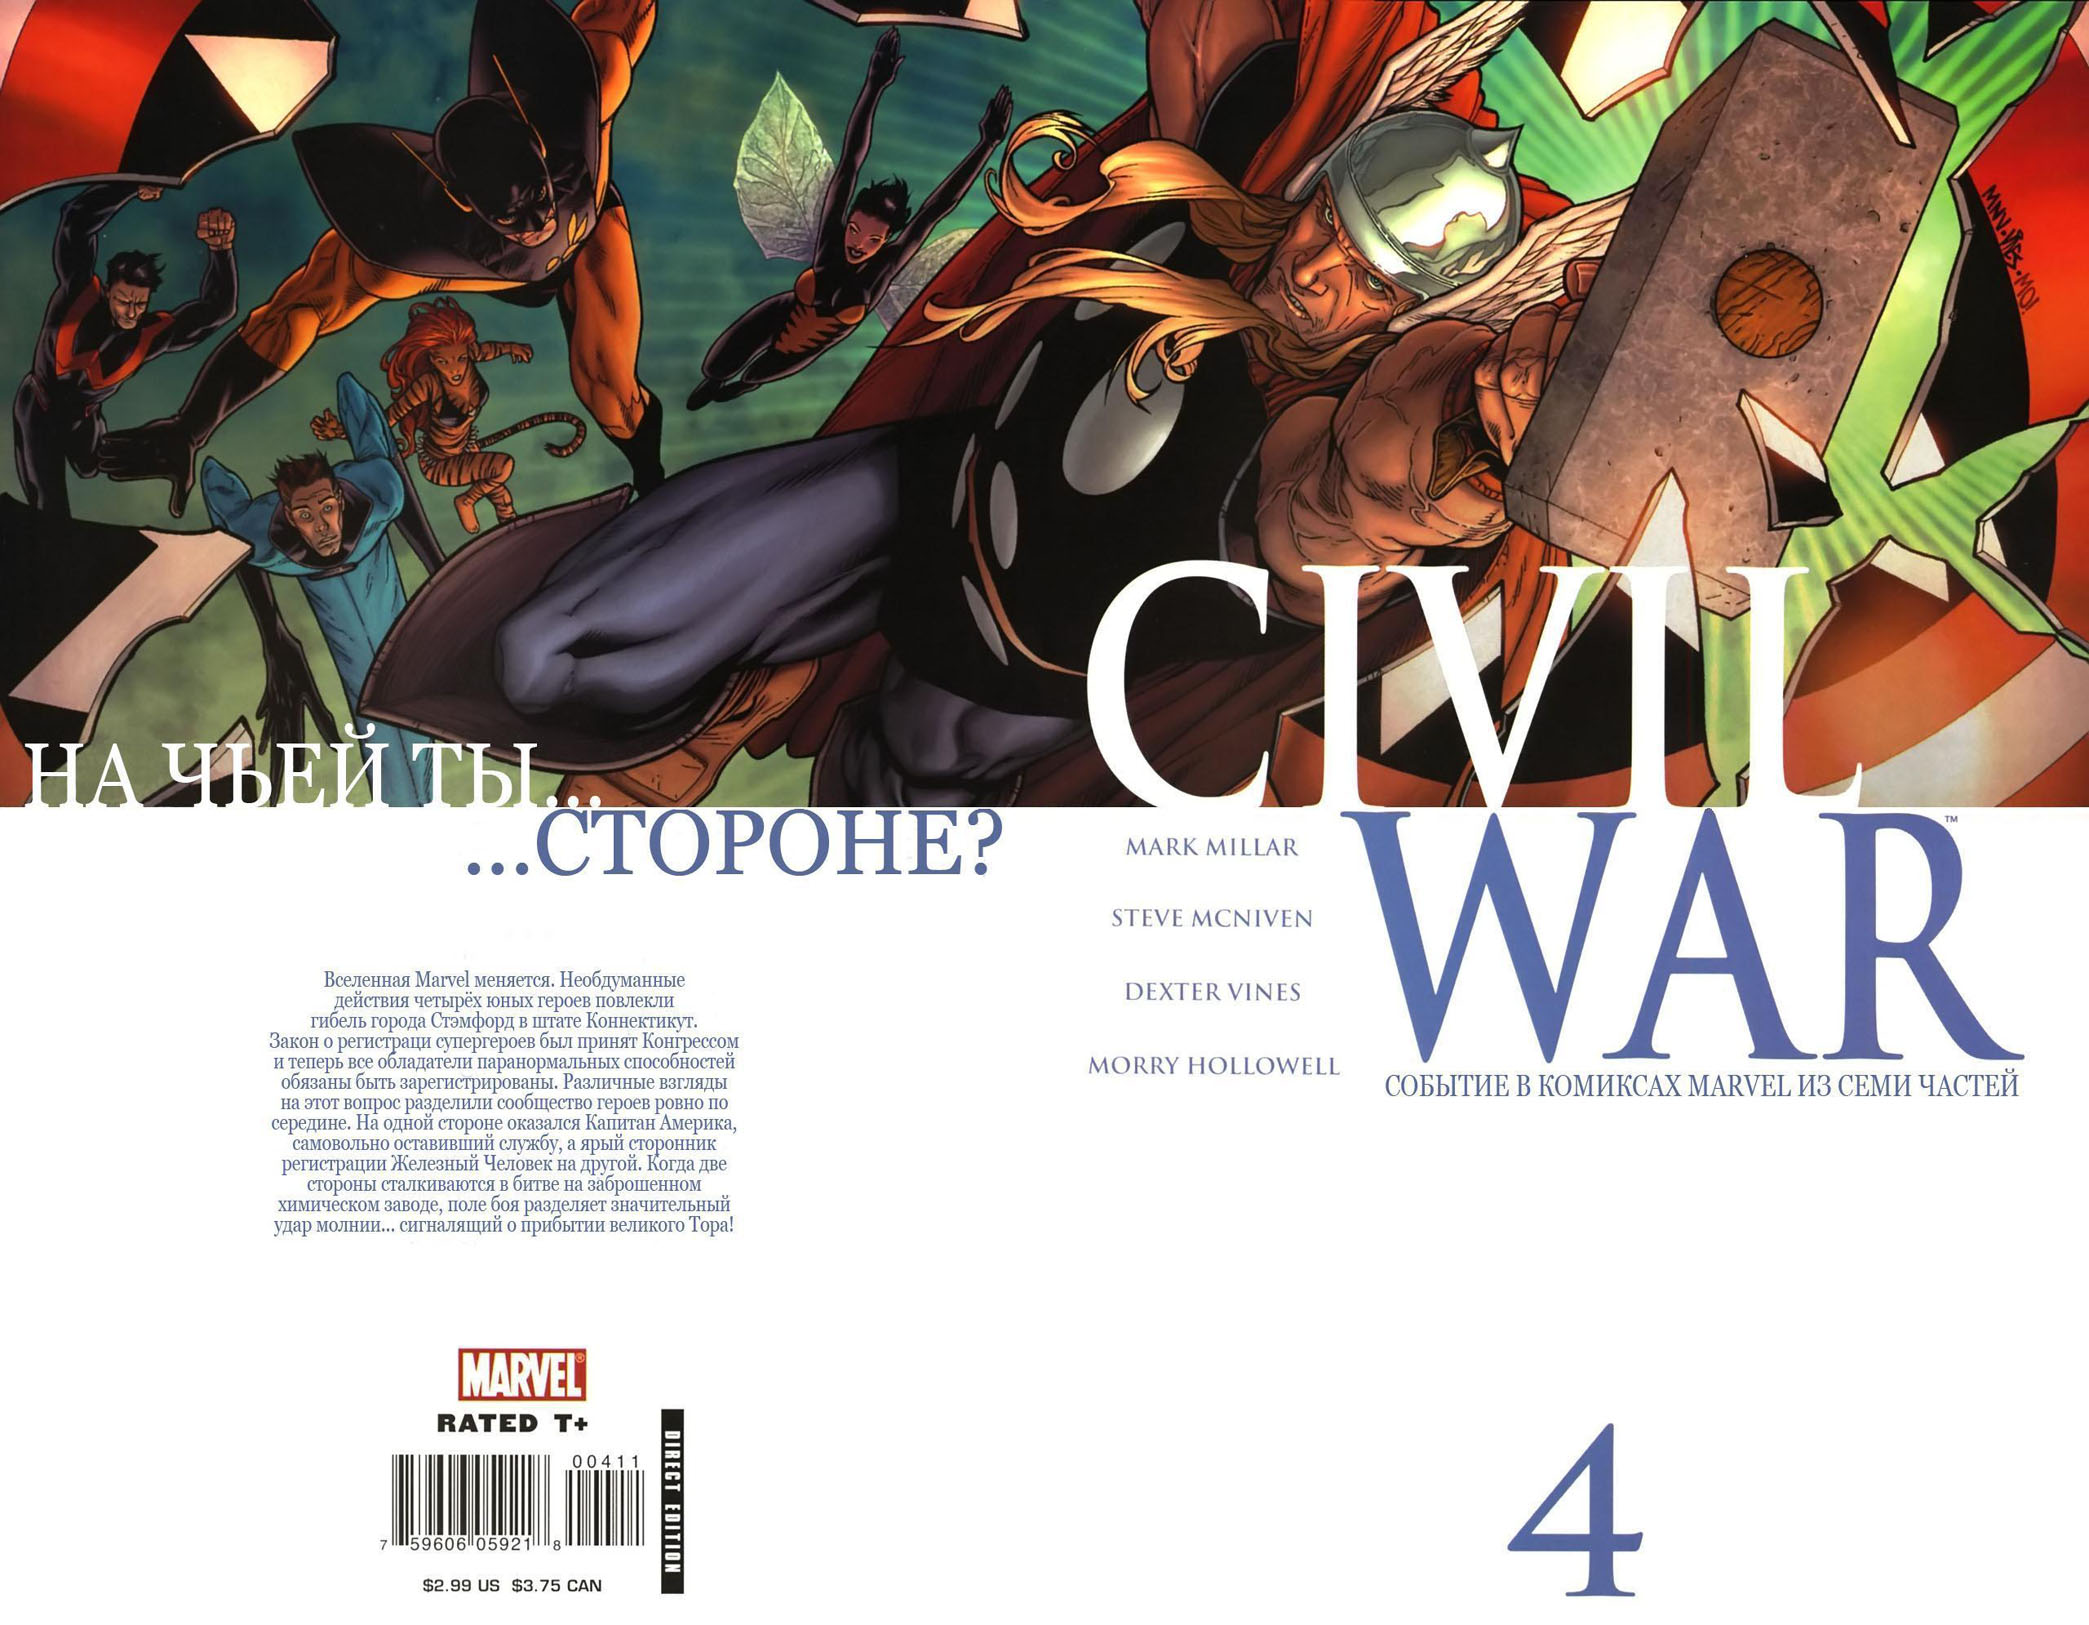 НА ЧЬЕЙ ТЫ...
...СТОРОНЕ?
Вселенная Marvel меняется. Необдуманные
действия четырёх юных героев повлекли
гибель города Стэмфорд в штате Коннектикут.
Закон о регистраци супергероев был принят Конгрессом
и теперь все обладатели паранормальных способностей
обязаны быть зарегистрированы. Различные взгляды
на этот вопрос разделили сообщество героев ровно по
середине. На одной стороне оказался Капитан Америка,
самовольно оставивший службу, а ярый сторонник
регистрации Железный Человек на другой. Когда две
стороны сталкиваются в битве на заброшенном
химическом заводе, поле боя разделяет значительный
удар молнии... сигналящий о прибытии великого Тора!
MARVEL®
RATED T+
00411
7 59606 05921 8
DIRECT EDITION
$2.99 US $3.75 CAN
CIVIL
WAR™
MARK MILLAR
STEVE MCNIVEN
DEXTER VINES
MORRY HOLLOWELL
СОБЫТИЕ В КОМИКСАХ MARVEL ИЗ СЕМИ ЧАСТЕЙ
4